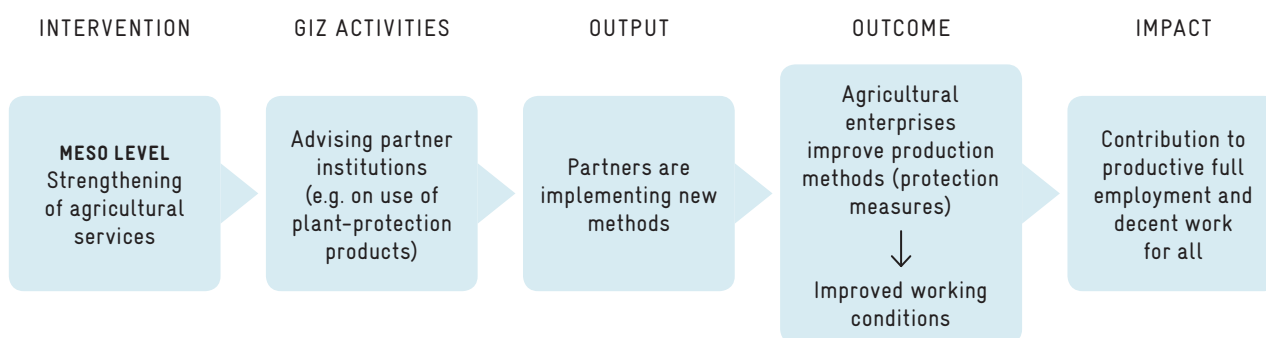 INTERVENTION
GIZ ACTIVITIES
OUTPUT
OUTCOME
IMPACT
MESO LEVEL
Strengthening
of agricultural
services
Advising partner
institutions
(e.g. on use of
plant-protection
products)
Partners are
implementing new
methods
Agricultural
enterprises
improve production
methods (protection
measures)
Improved working
conditions
Contribution to
productive full
employment and
decent work
for all